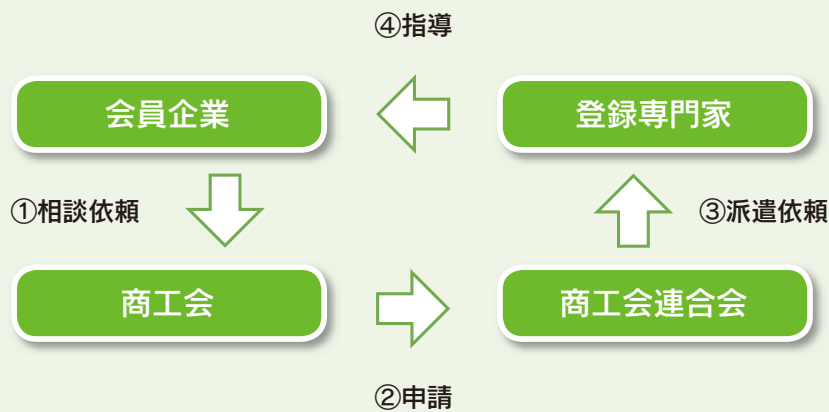 ④指導
会員企業
登録専門家
①相談依頼
③派遣依頼
商工会
商工会連合会
②申請